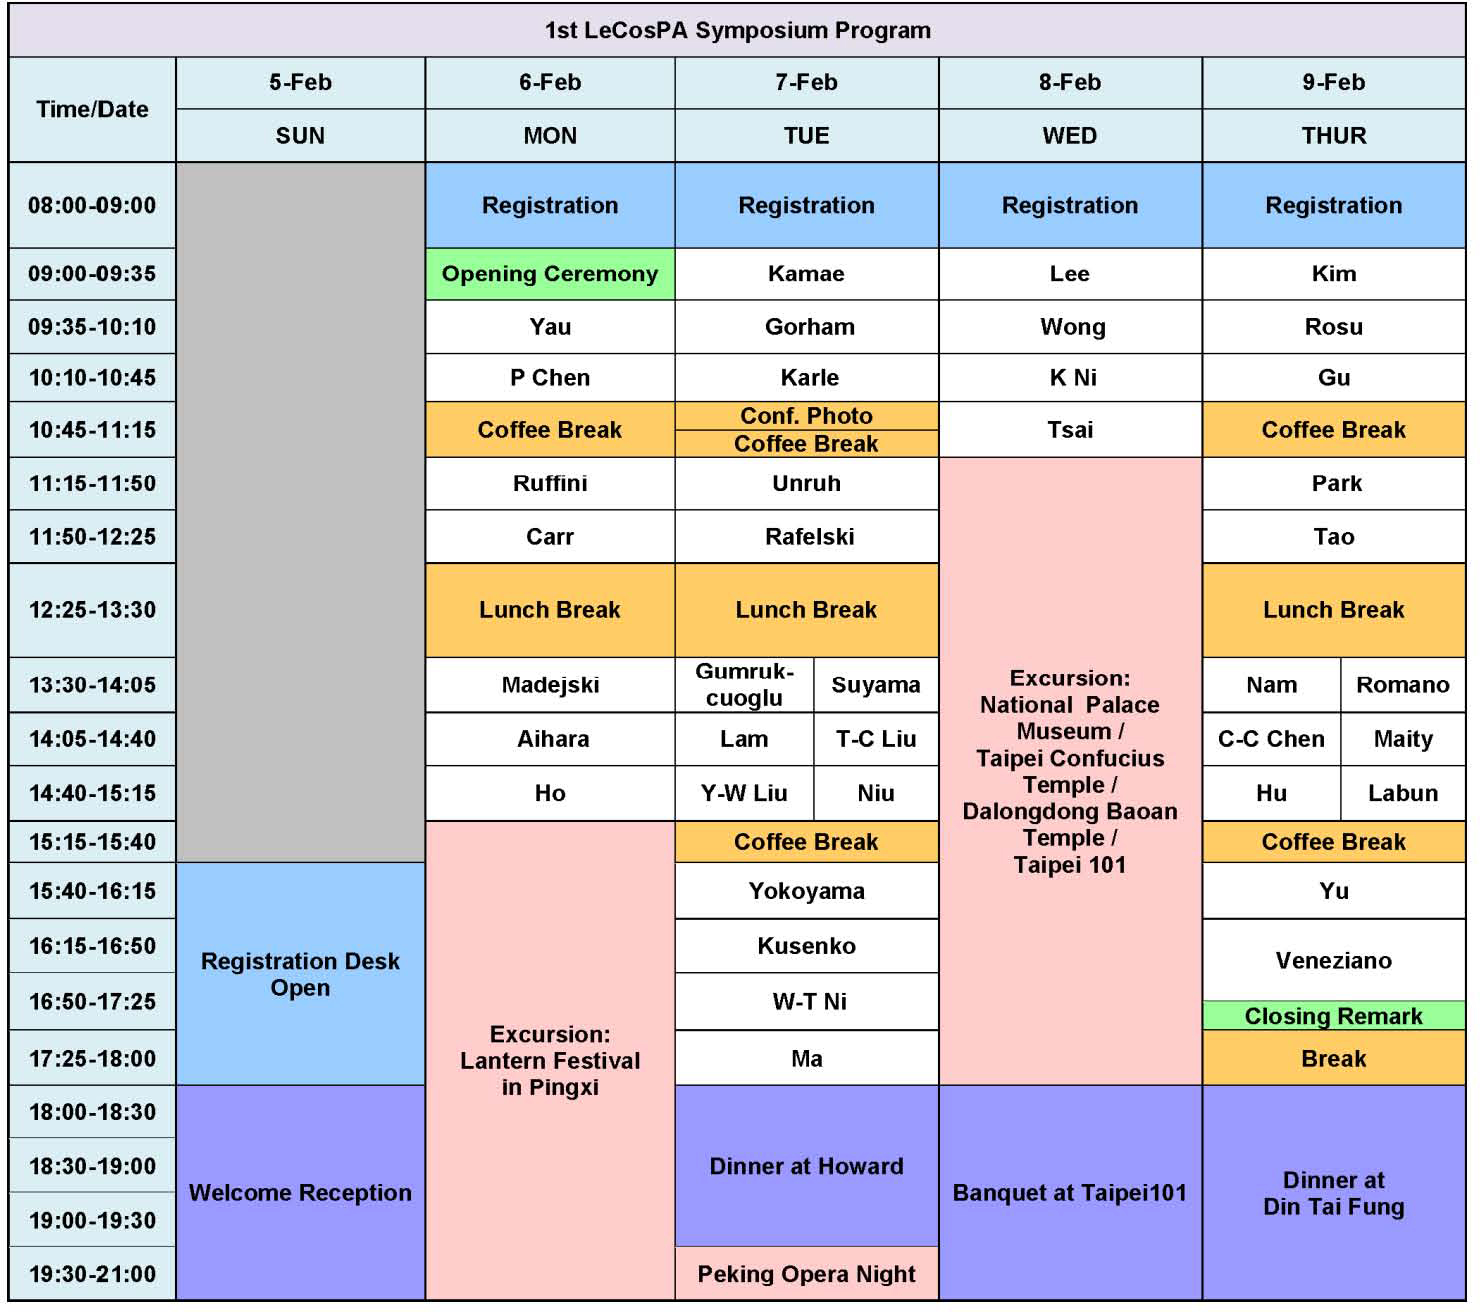 1st LeCosPA Symposium Program
Time/Date
5-Feb
6-Feb
7-Feb
8-Feb
9-Feb
SUN
MON
TUE
WED
THUR
08:00-09:00
Registration
Registration
Registration
Registration
09:00-09:35
Opening Ceremony
Kamae
Lee
Kim
09:35-10:10
Yau
Gorham
Wong
Rosu
10:10-10:45
P Chen
Karle
K Ni
Gu
10:45-11:15
Coffee Break
Conf. Photo
Coffee Break
Tsai
Coffee Break
11:15-11:50
Ruffini
Unruh
Park
11:50-12:25
Carr
Rafelski
Tao
12:25-13:30
Lunch Break
Lunch Break
Lunch Break
13:30-14:05
Madejski
Gumruk-
cuoglu
Suyama
Excursion:
National Palace
Museum /
Taipei Confucius
Temple /
Dalongdong Baoan
Temple /
Taipei 101
Nam
Romano
14:05-14:40
Aihara
Lam
T-C Liu
C-C Chen
Maity
14:40-15:15
Ho
Y-W Liu
Niu
Hu
Labun
15:15-15:40
Coffee Break
Coffee Break
15:40-16:15
Registration Desk
Open
Yokoyama
Yu
16:15-16:50
Kusenko
Veneziano
16:50-17:25
Excursion:
Lantern Festival
in Pingxi
W-T Ni
Closing Remark
17:25-18:00
Ma
Break
18:00-18:30
18:30-19:00
Welcome Reception
Dinner at Howard
Banquet at Taipei101
Dinner at
Din Tai Fung
19:00-19:30
19:30-21:00
Peking Opera Night